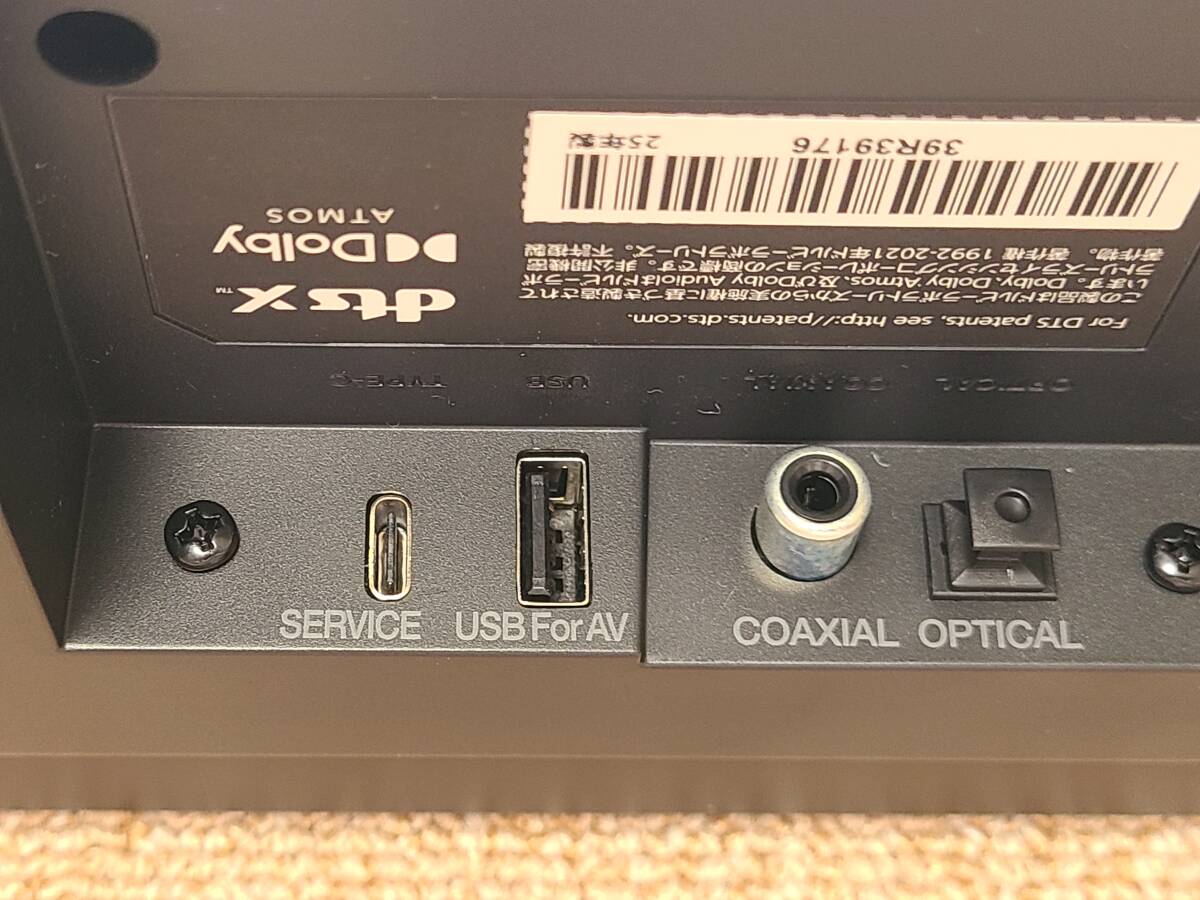 For DTS patents, see http://patents.dts.com.
この製品はドルビーラボラトリーズからの実施権に基づき製造されて
います。Dolby, Dolby Atmos, 及びDolby Audioはドルビーラボ
ラトリーズライセンシングコーポレーションの商標です。非公開機密
著作物。著作権 1992-2021年ドルビーラボラトリーズ。不許複製
39R39176
25年製
dts X™
Dolby
ATMOS
OPTICAL
COAXIAL
USB
TYPE-C
SERVICE
USB For AV
COAXIAL
OPTICAL